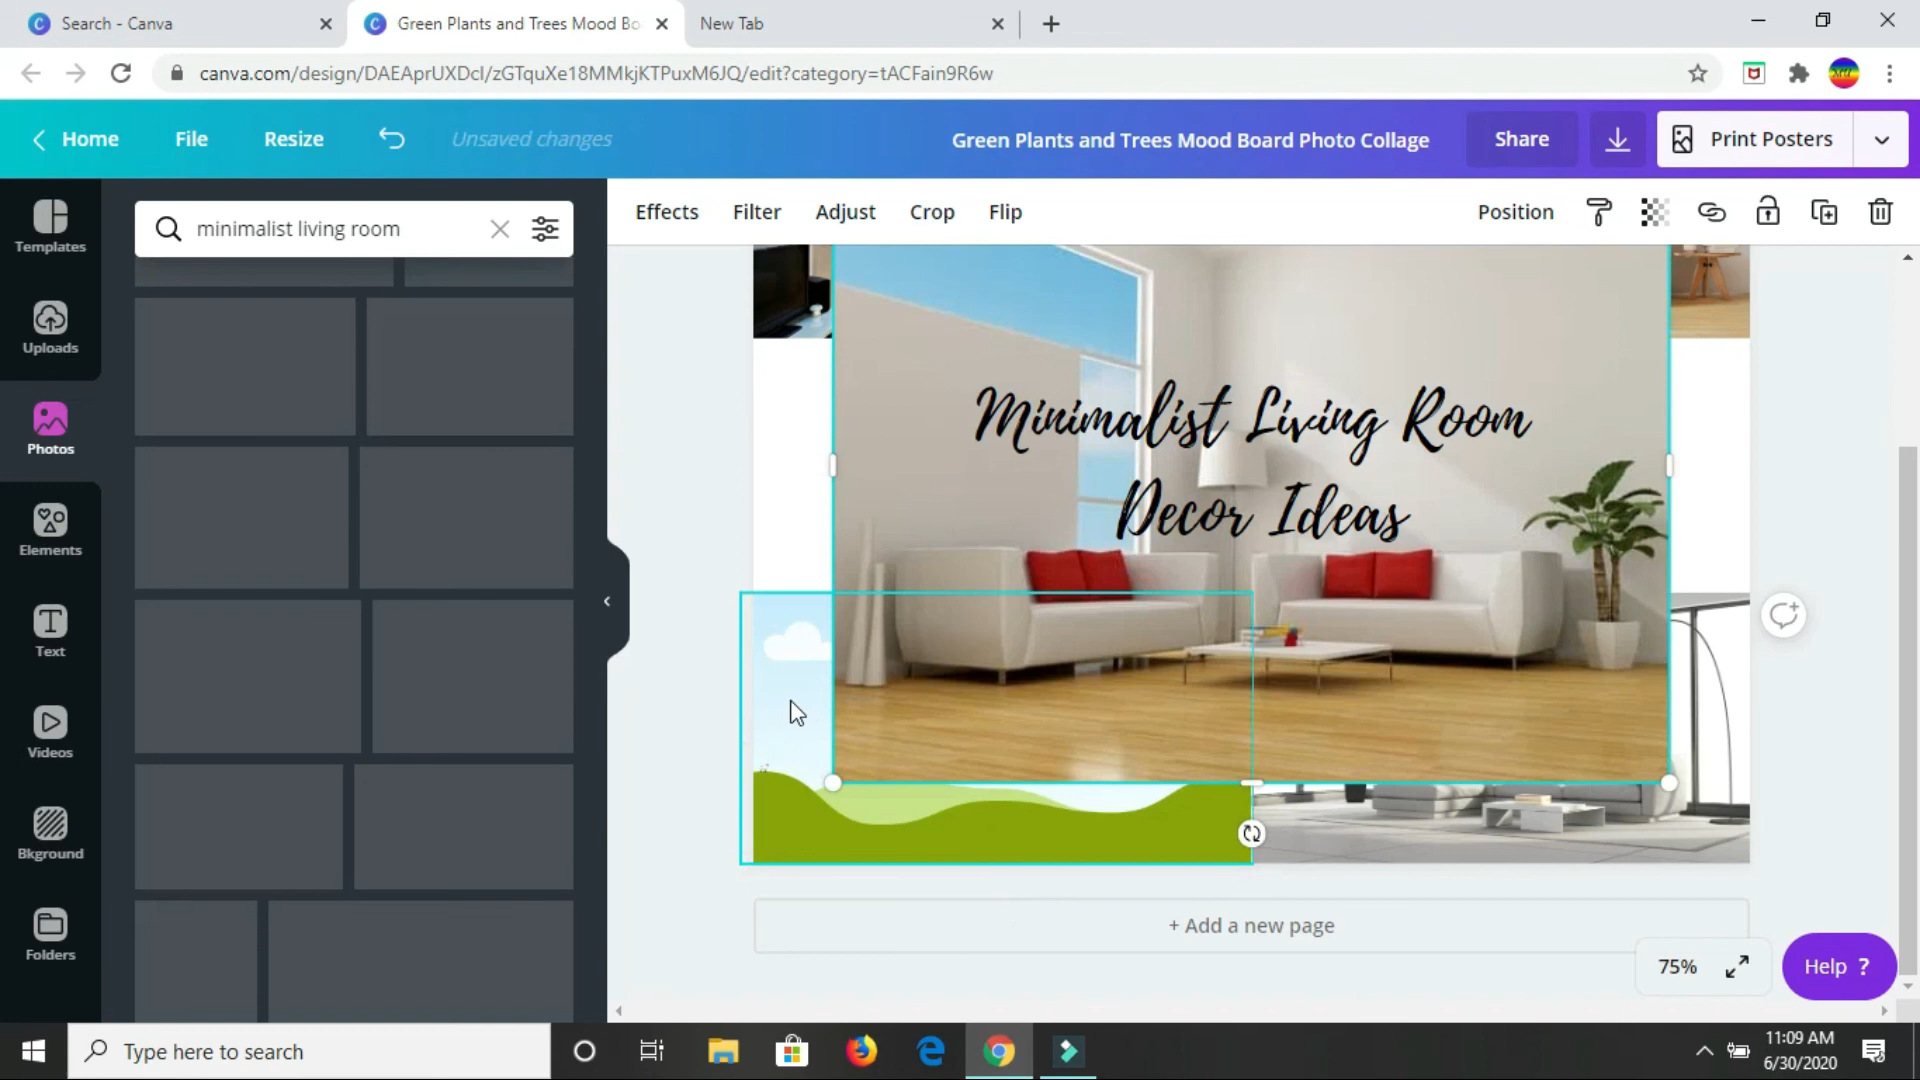 Search - Canva
Green Plants and Trees Mood Bo
New Tab
canva.com/design/DAEAprUXDcI/zGTquXe18MMkjKTPuxM6JQ/edit?category=tACFain9R6w
Home
File
Resize
Unsaved changes
Green Plants and Trees Mood Board Photo Collage
Share
Print Posters
Templates
Uploads
Photos
Elements
Text
Videos
Bkground
Folders
minimalist living room
Effects
Filter
Adjust
Crop
Flip
Position
Minimalist Living Room
Decor Ideas
+ Add a new page
75%
Help ?
Type here to search
11:09 AM
6/30/2020